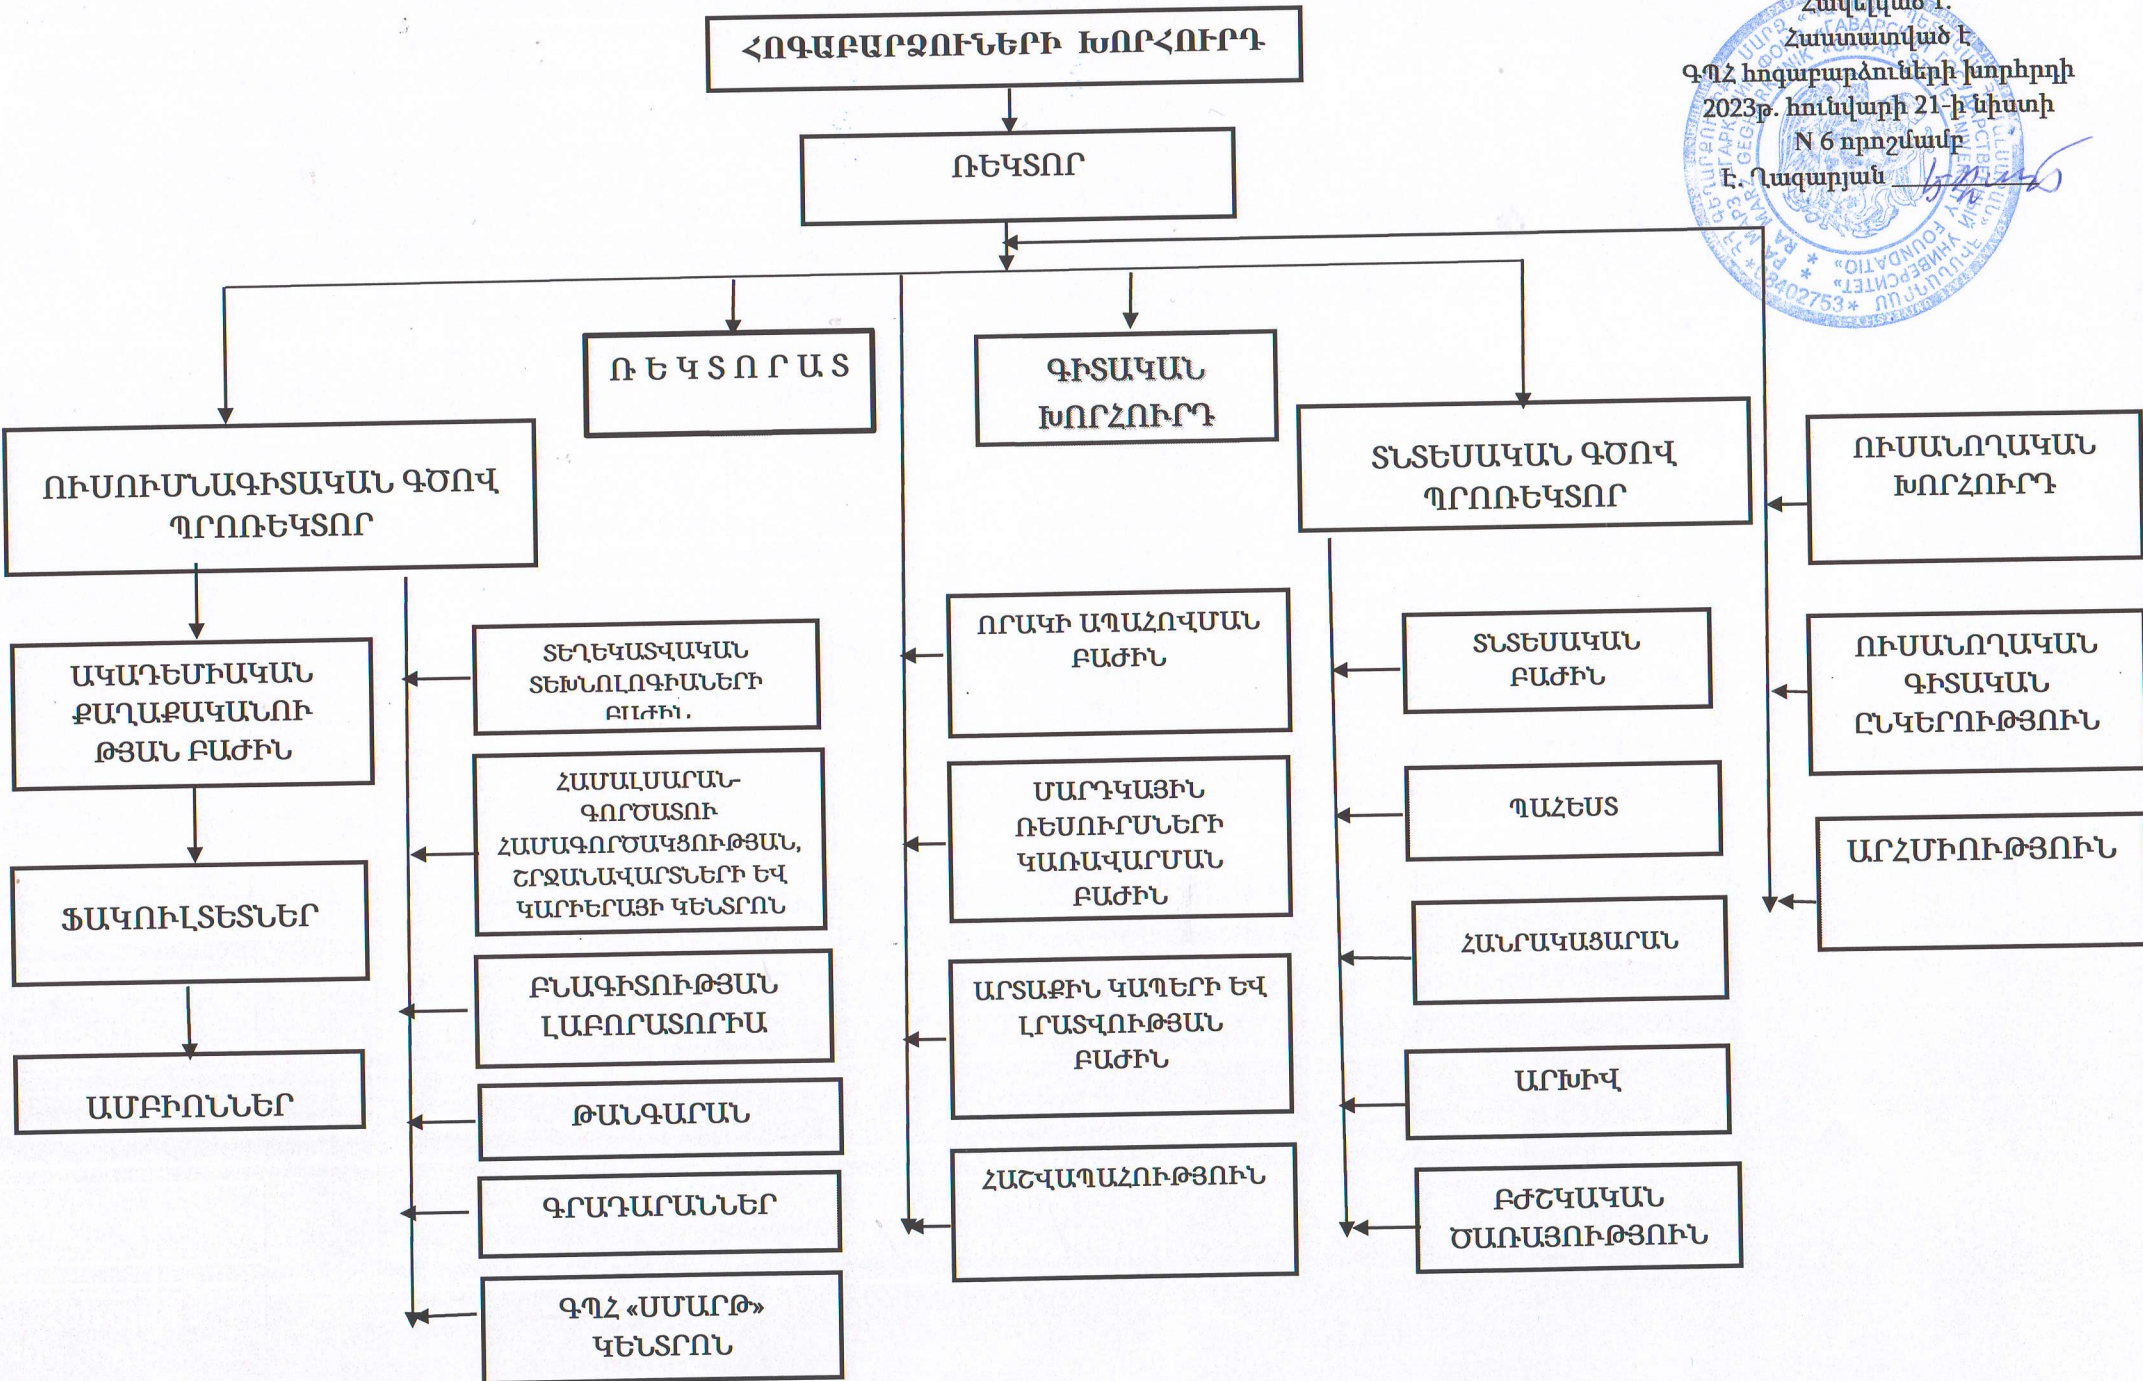 ՀՈԳԱԲԱՐՁՈՒՆԵՐԻ ԽՈՐՀՈՒՐԴ
Հավելված 1.
Հաստատված է
ԳՊՀ հոգաբարձուների խորհրդի
2023թ. հունվարի 21-ի նիստի
N 6 որոշմամբ
Է. Ղազարյան
08402753
ՌԵԿՏՈՐ
ՌԵԿՏՈՐԱՏ
ԳԻՏԱԿԱՆ
ԽՈՐՀՈՒՐԴ
ՈՒՍՈՒՄՆԱԳԻՏԱԿԱՆ ԳԾՈՎ
ՊՐՈՌԵԿՏՈՐ
ՏՆՏԵՍԱԿԱՆ ԳԾՈՎ
ՊՐՈՌԵԿՏՈՐ
ՈՒՍԱՆՈՂԱԿԱՆ
ԽՈՐՀՈՒՐԴ
ԱԿԱԴԵՄԻԱԿԱՆ
ՔԱՂԱՔԱԿԱՆՈՒ
ԹՅԱՆ ԲԱԺԻՆ
ՖԱԿՈՒԼՏԵՏՆԵՐ
ԱՄԲԻՈՆՆԵՐ
ՏԵՂԵԿԱՏՎԱԿԱՆ
ՏԵԽՆՈԼՈԳԻԱՆԵՐԻ
ԲԱԺԻՆ
ՀԱՄԱԼՍԱՐԱՆ-
ԳՈՐԾԱՏՈՒ
ՀԱՄԱԳՈՐԾԱԿՑՈՒԹՅԱՆ,
ՇՐՋԱՆԱՎԱՐՏՆԵՐԻ ԵՎ
ԿԱՐԻԵՐԱՅԻ ԿԵՆՏՐՈՆ
ԲՆԱԳԻՏՈՒԹՅԱՆ
ԼԱԲՈՐԱՏՈՐԻԱ
ԹԱՆԳԱՐԱՆ
ԳՐԱԴԱՐԱՆՆԵՐ
ԳՊՀ «ՍՄԱՐԹ»
ԿԵՆՏՐՈՆ
ՈՐԱԿԻ ԱՊԱՀՈՎՄԱՆ
ԲԱԺԻՆ
ՄԱՐԴԿԱՅԻՆ
ՌԵՍՈՒՐՍՆԵՐԻ
ԿԱՌԱՎԱՐՄԱՆ
ԲԱԺԻՆ
ԱՐՏԱՔԻՆ ԿԱՊԵՐԻ ԵՎ
ԼՐԱՏՎՈՒԹՅԱՆ
ԲԱԺԻՆ
ՀԱՇՎԱՊԱՀՈՒԹՅՈՒՆ
ՏՆՏԵՍԱԿԱՆ
ԲԱԺԻՆ
ՊԱՀԵՍՏ
ՀԱՆՐԱԿԱՑԱՐԱՆ
ԱՐԽԻՎ
ԲԺՇԿԱԿԱՆ
ԾԱՌԱՅՈՒԹՅՈՒՆ
ՈՒՍԱՆՈՂԱԿԱՆ
ԳԻՏԱԿԱՆ
ԸՆԿԵՐՈՒԹՅՈՒՆ
ԱՐՀՄԻՈՒԹՅՈՒՆ